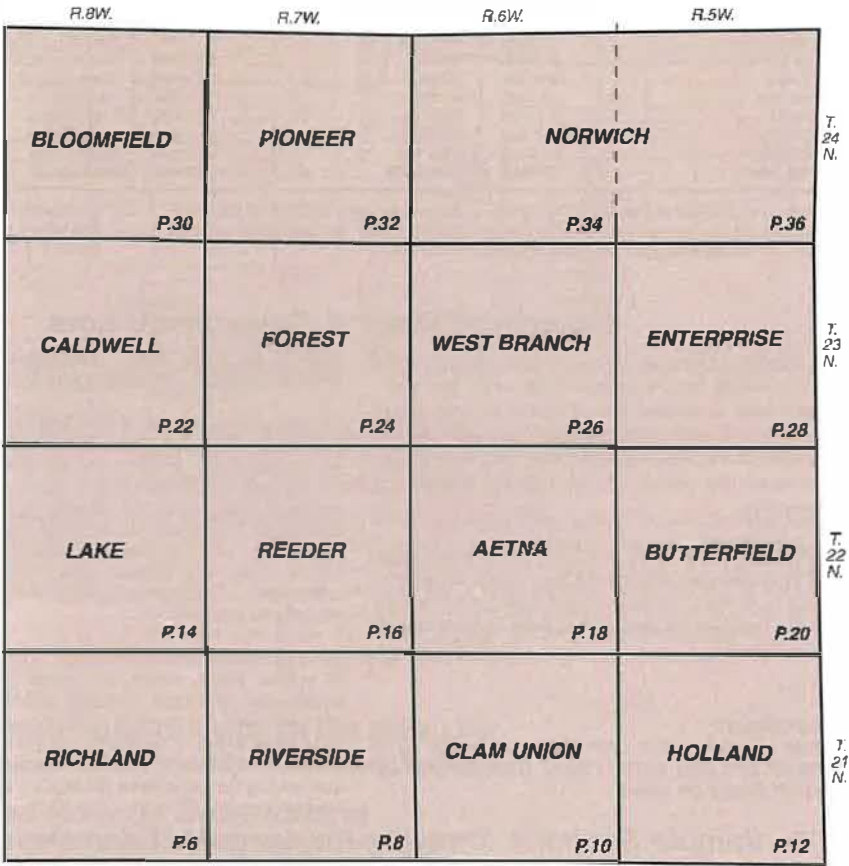 R.8W. R.7W. R.6W. R.5W.
BLOOMFIELD PIONEER NORWICH
T.
24
N.
P.30 P.32 P.34 P.36
CALDWELL FOREST WEST BRANCH ENTERPRISE
T.
23
N.
P.22 P.24 P.26 P.28
LAKE REEDER AETNA BUTTERFIELD
T.
22
N.
P.14 P.16 P.18 P.20
RICHLAND RIVERSIDE CLAM UNION HOLLAND
T.
21
N.
P.6 P.8 P.10 P.12